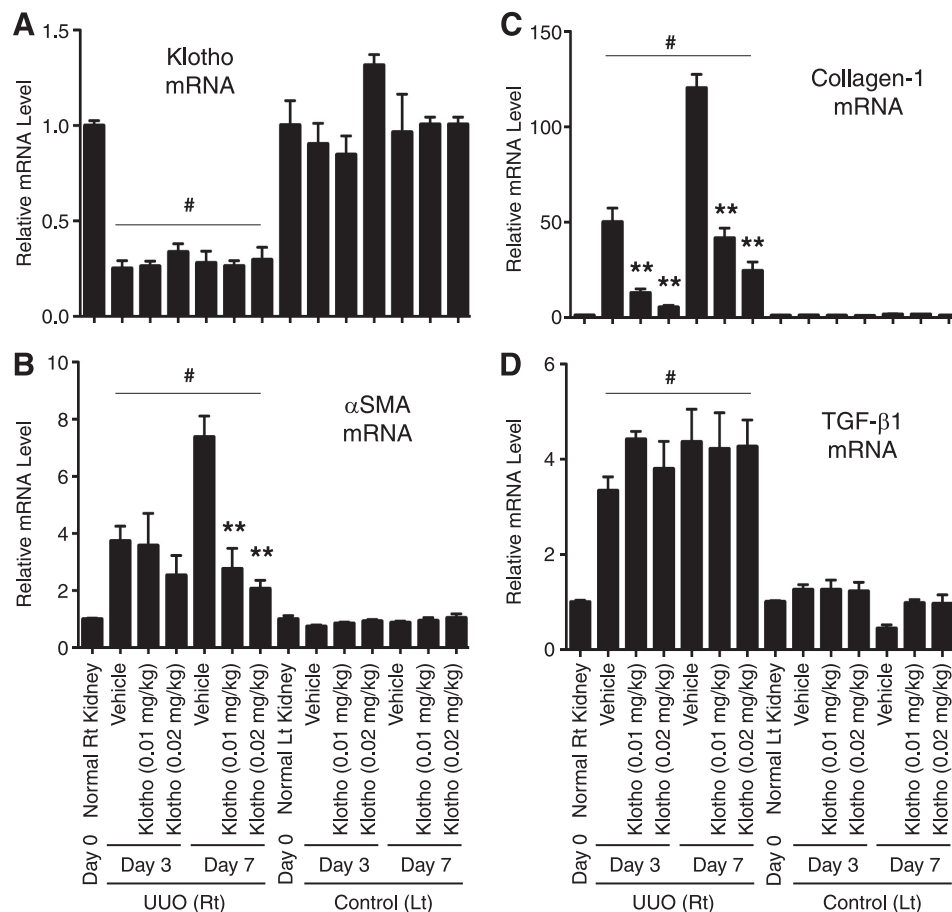 A
Klotho
mRNA
#
Relative mRNA Level
1.5
1.0
0.5
0.0
C
Collagen-1
mRNA
#
**
**
**
**
Relative mRNA Level
150
100
50
0
B
αSMA
mRNA
#
**
**
Relative mRNA Level
10
8
6
4
2
0
D
TGF-β1
mRNA
#
Relative mRNA Level
6
4
2
0
Day 0 Normal Rt Kidney
Vehicle
Klotho (0.01 mg/kg)
Klotho (0.02 mg/kg)
Vehicle
Klotho (0.01 mg/kg)
Klotho (0.02 mg/kg)
Day 0 Normal Lt Kidney
Vehicle
Klotho (0.01 mg/kg)
Klotho (0.02 mg/kg)
Vehicle
Klotho (0.01 mg/kg)
Klotho (0.02 mg/kg)
Day 3
Day 7
Day 3
Day 7
UUO (Rt)
Control (Lt)
Day 0 Normal Rt Kidney
Vehicle
Klotho (0.01 mg/kg)
Klotho (0.02 mg/kg)
Vehicle
Klotho (0.01 mg/kg)
Klotho (0.02 mg/kg)
Day 0 Normal Lt Kidney
Vehicle
Klotho (0.01 mg/kg)
Klotho (0.02 mg/kg)
Vehicle
Klotho (0.01 mg/kg)
Klotho (0.02 mg/kg)
Day 3
Day 7
Day 3
Day 7
UUO (Rt)
Control (Lt)